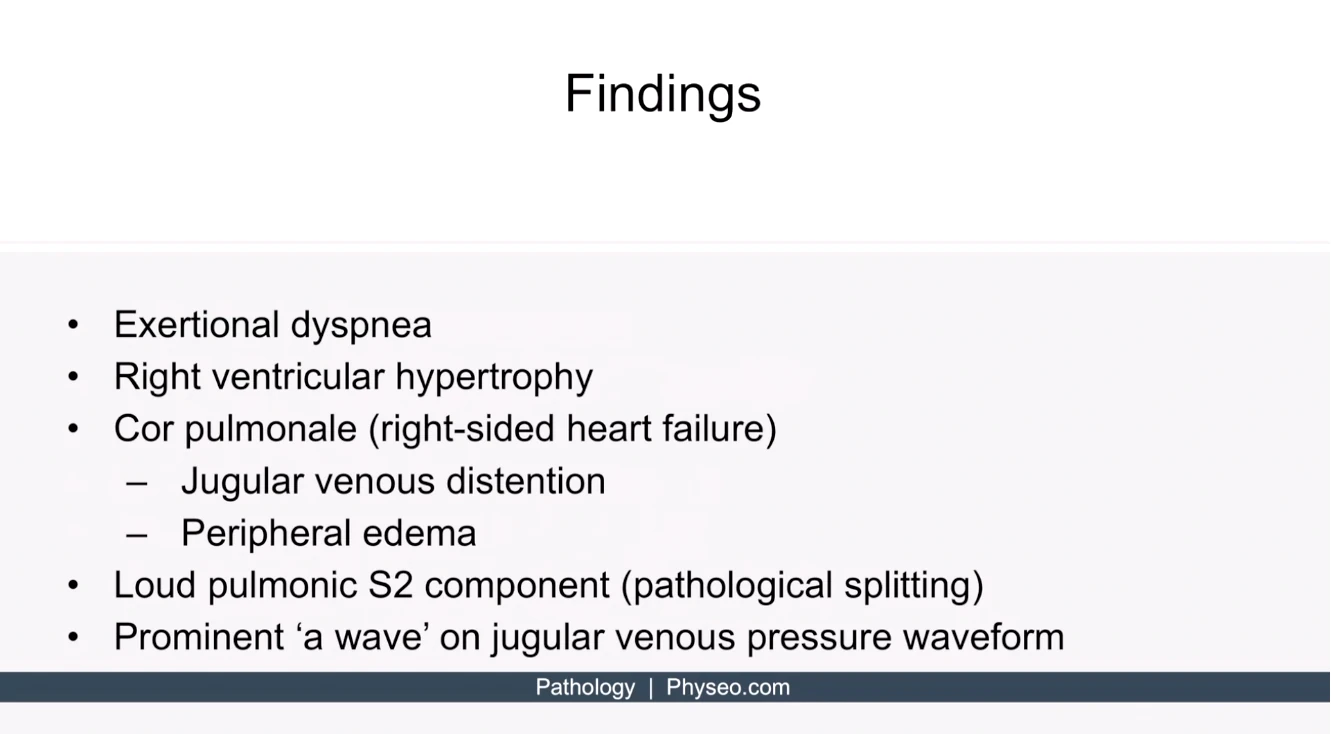 Findings
• Exertional dyspnea
• Right ventricular hypertrophy
• Cor pulmonale (right-sided heart failure)
– Jugular venous distention
– Peripheral edema
• Loud pulmonic S2 component (pathological splitting)
• Prominent ‘a wave’ on jugular venous pressure waveform
Pathology | Physeo.com